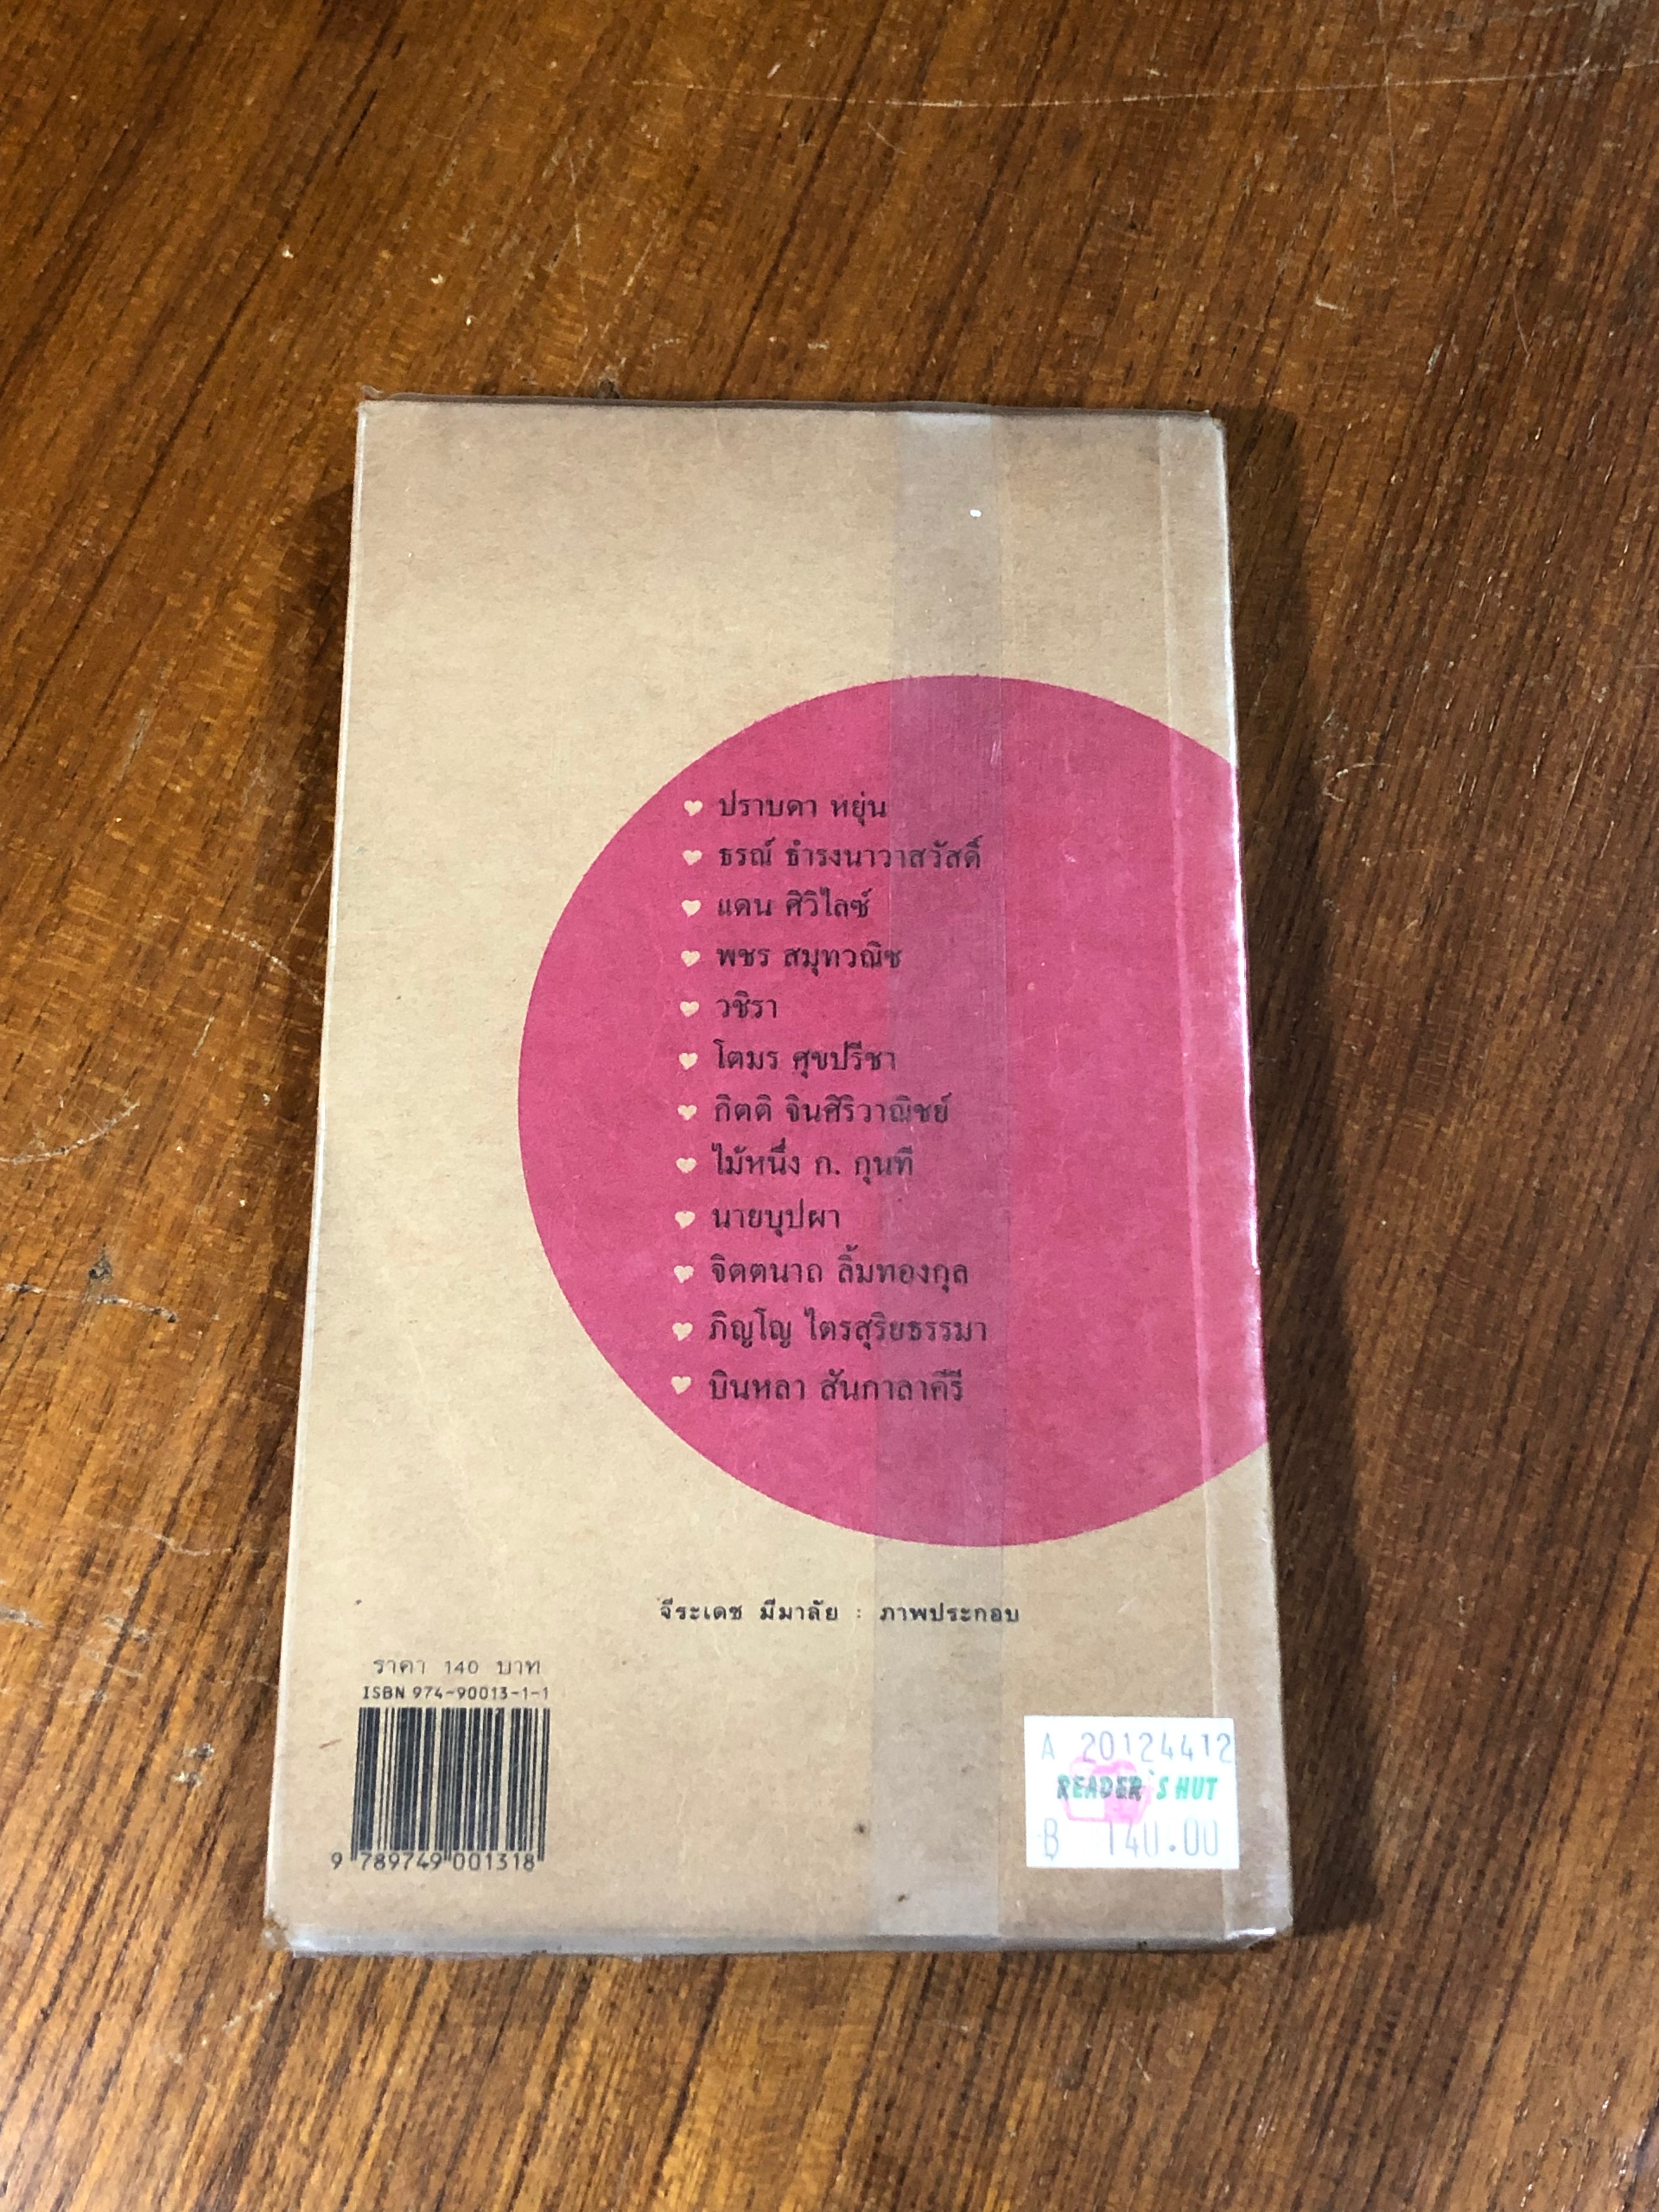 ปราบดา หยุ่น
ธรณ์ ธำรงนาวาสวัสดิ์
แดน ศิวิไลซ์
พชร สมุทวณิช
วชิรา
โตมร ศุขปรีชา
กิตติ จินศิริวาณิชย์
ไม้หนึ่ง ก. กุนที
นายบุปผา
จิตตนาถ ลิ้มทองกุล
ภิญโญ ไตรสุริยธรรมา
บินหลา สันกาลาคีรี
จีระเดช มีมาลัย : ภาพประกอบ
ราคา 140 บาท
ISBN 974-90013-1-1
9 789749 001318
A 20124412
READER'S HUT
฿ 140.00